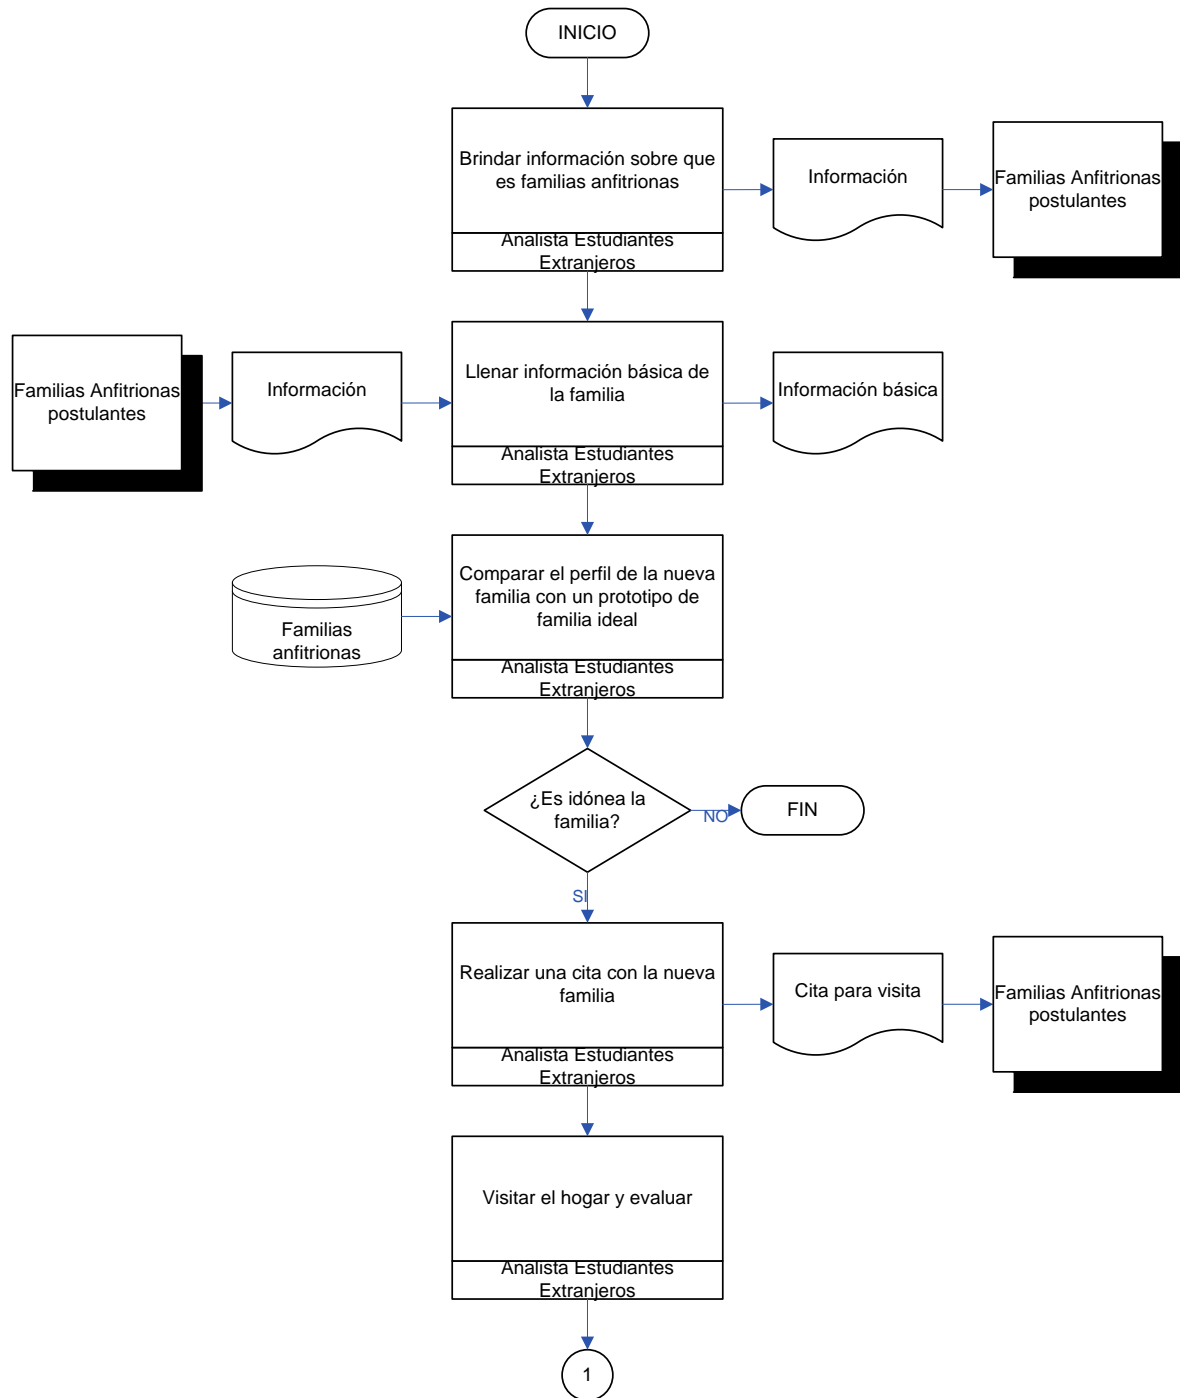 INICIO
Brindar información sobre que
es familias anfitrionas
Analista Estudiantes
Extranjeros
Información
Familias Anfitrionas
postulantes
Familias Anfitrionas
postulantes
Información
Llenar información básica de
la familia
Analista Estudiantes
Extranjeros
Información básica
Familias
anfitrionas
Comparar el perfil de la nueva
familia con un prototipo de
familia ideal
Analista Estudiantes
Extranjeros
¿Es idónea la
familia?
NO
FIN
SI
Realizar una cita con la nueva
familia
Analista Estudiantes
Extranjeros
Cita para visita
Familias Anfitrionas
postulantes
Visitar el hogar y evaluar
Analista Estudiantes
Extranjeros
1